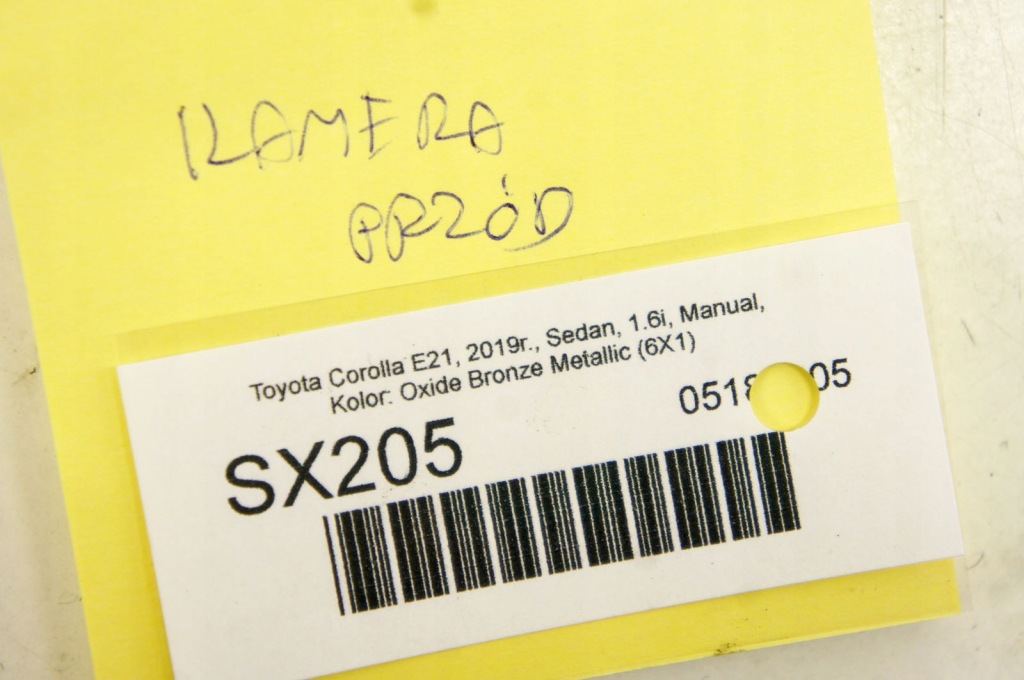 KAMERA
PRZÓD
Toyota Corolla E21, 2019r., Sedan, 1.6i, Manual,
Kolor: Oxide Bronze Metallic (6X1)
SX205